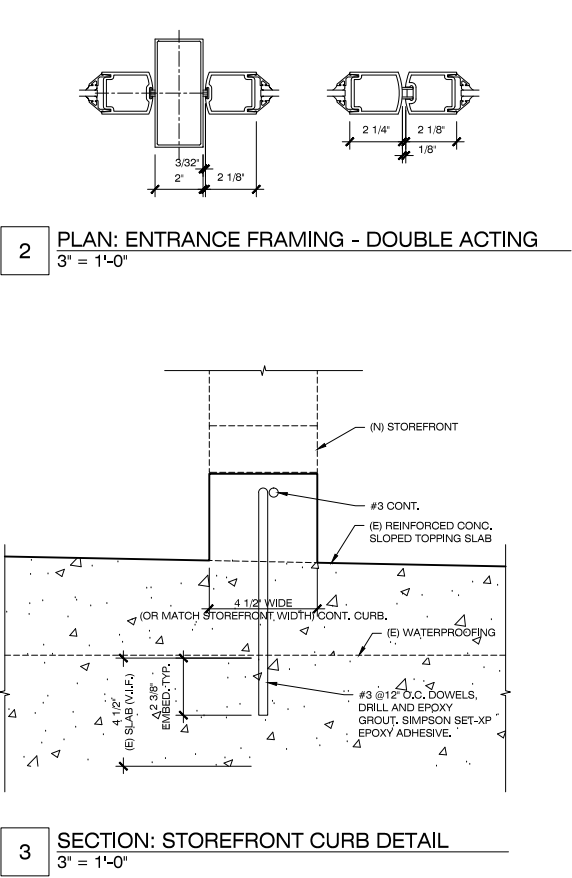 3/32"
2"
2 1/8"
2 1/4"
2 1/8"
1/8"
2
PLAN: ENTRANCE FRAMING - DOUBLE ACTING
3" = 1'-0"
(N) STOREFRONT
#3 CONT.
(E) REINFORCED CONC.
SLOPED TOPPING SLAB
4 1/2" WIDE
(OR MATCH STOREFRONT WIDTH) CONT. CURB.
(E) WATERPROOFING
4 1/2"
(E) SLAB (V.I.F.)
2 3/8"
EMBED. TYP.
#3 @12" O.C. DOWELS,
DRILL AND EPOXY
GROUT. SIMPSON SET-XP
EPOXY ADHESIVE.
3
SECTION: STOREFRONT CURB DETAIL
3" = 1'-0"